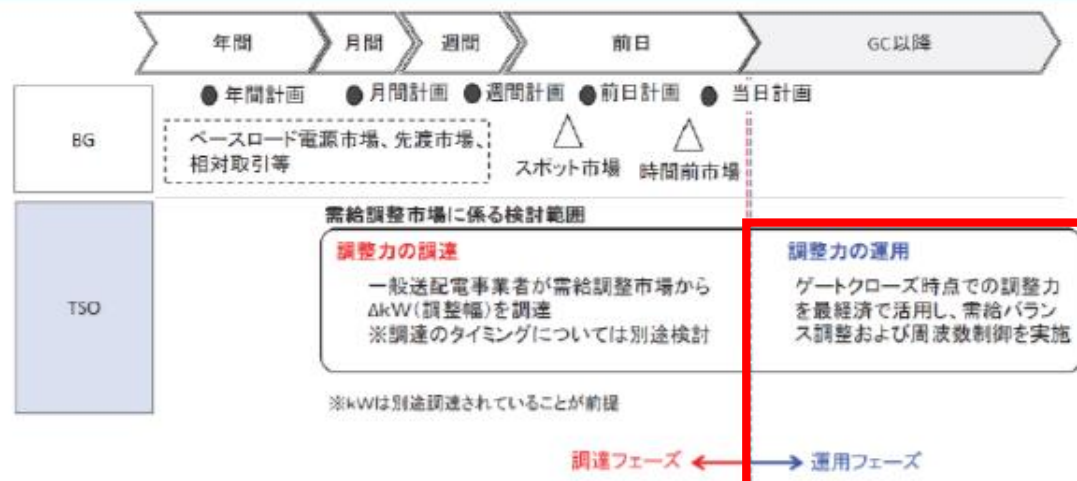 年間
月間
週間
前日
GC以降
BG
●年間計画
●月間計画
●週間計画
●前日計画
● 当日計画
ベースロード電源市場、先渡市場、
相対取引等
スポット市場
時間前市場
TSO
需給調整市場に係る検討範囲
調整力の調達
一般送配電事業者が需給調整市場から
ΔkW(調整幅)を調達
※調達のタイミングについては別途検討
調整力の運用
ゲートクローズ時点での調整力
を最経済で活用し、需給バラン
ス調整および周波数制御を実施
※kWは別途調達されていることが前提
調達フェーズ
運用フェーズ